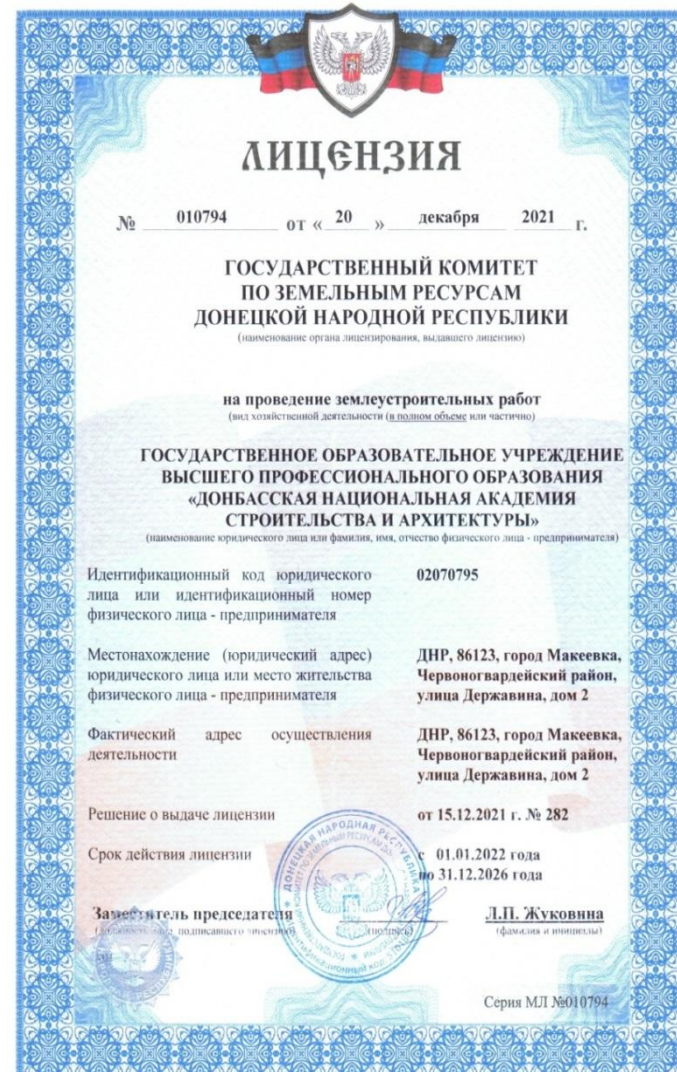 ЛИЦЕНЗИЯ
№ 010794 от « 20 » декабря 2021 г.
ГОСУДАРСТВЕННЫЙ КОМИТЕТ
ПО ЗЕМЕЛЬНЫМ РЕСУРСАМ
ДОНЕЦКОЙ НАРОДНОЙ РЕСПУБЛИКИ
(наименование органа лицензирования, выдавшего лицензию)
на проведение землеустроительных работ
(вид хозяйственной деятельности (в полном объеме или частично)
ГОСУДАРСТВЕННОЕ ОБРАЗОВАТЕЛЬНОЕ УЧРЕЖДЕНИЕ
ВЫСШЕГО ПРОФЕССИОНАЛЬНОГО ОБРАЗОВАНИЯ
«ДОНБАССКАЯ НАЦИОНАЛЬНАЯ АКАДЕМИЯ
СТРОИТЕЛЬСТВА И АРХИТЕКТУРЫ»
(наименование юридического лица или фамилия, имя, отчество физического лица - предпринимателя)
Идентификационный код юридического 02070795
лица или идентификационный номер
физического лица - предпринимателя
Местонахождение (юридический адрес) ДНР, 86123, город Макеевка,
юридического лица или место жительства Червоногвардейский район,
физического лица - предпринимателя улица Державина, дом 2
Фактический адрес осуществления ДНР, 86123, город Макеевка,
деятельности Червоногвардейский район,
улица Державина, дом 2
Решение о выдаче лицензии от 15.12.2021 г. № 282
Срок действия лицензии с 01.01.2022 года
по 31.12.2026 года
Заместитель председателя Л.П. Жуковина
(должность лица, подписавшего лицензию) (подпись) (фамилия и инициалы)
ДОНЕЦКАЯ НАРОДНАЯ РЕСПУБЛИКА
Серия МЛ №010794